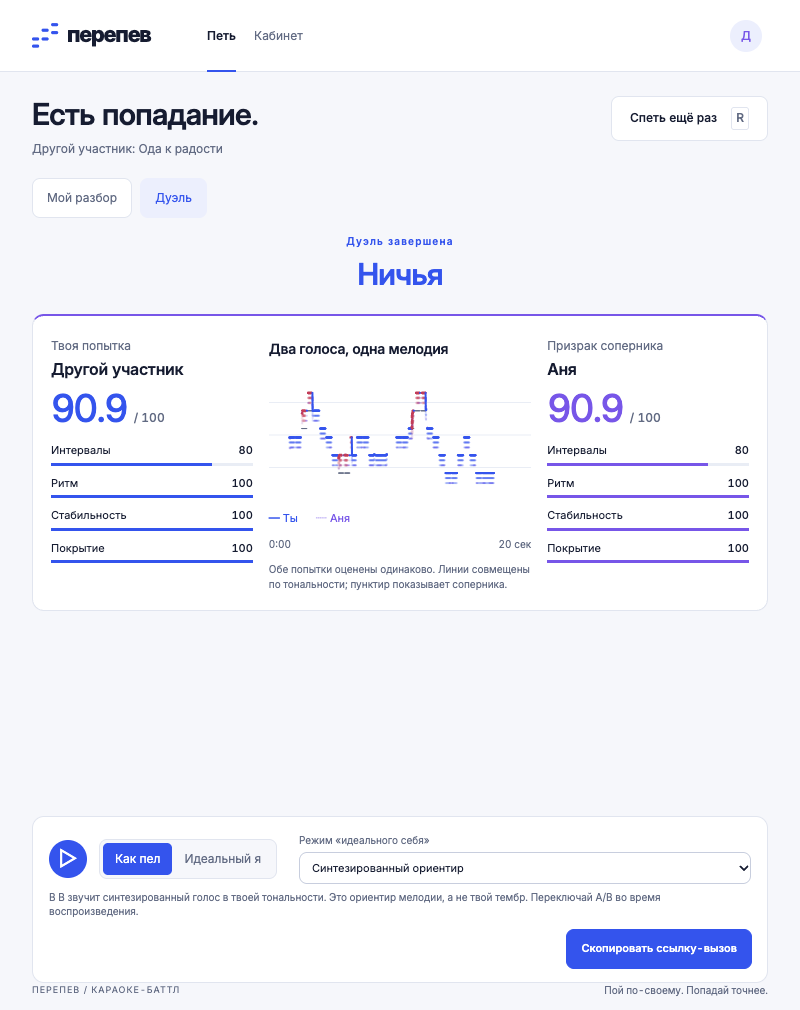 перепев
Петь
Кабинет
Д
Есть попадание.
Другой участник: Ода к радости
Спеть ещё раз R
Мой разбор
Дуэль
Дуэль завершена
Ничья
Твоя попытка
Другой участник
90.9 / 100
Интервалы 80
Ритм 100
Стабильность 100
Покрытие 100
Два голоса, одна мелодия
Ты
Аня
0:00
20 сек
Обе попытки оценены одинаково. Линии совмещены
по тональности; пунктир показывает соперника.
Призрак соперника
Аня
90.9 / 100
Интервалы 80
Ритм 100
Стабильность 100
Покрытие 100
Как пел
Идеальный я
Режим «идеального себя»
Синтезированный ориентир
В В звучит синтезированный голос в твоей тональности. Это ориентир мелодии, а не твой тембр. Переключай А/В во время
воспроизведения.
Скопировать ссылку-вызов
ПЕРЕПЕВ / КАРАОКЕ-БАТТЛ
Пой по-своему. Попадай точнее.